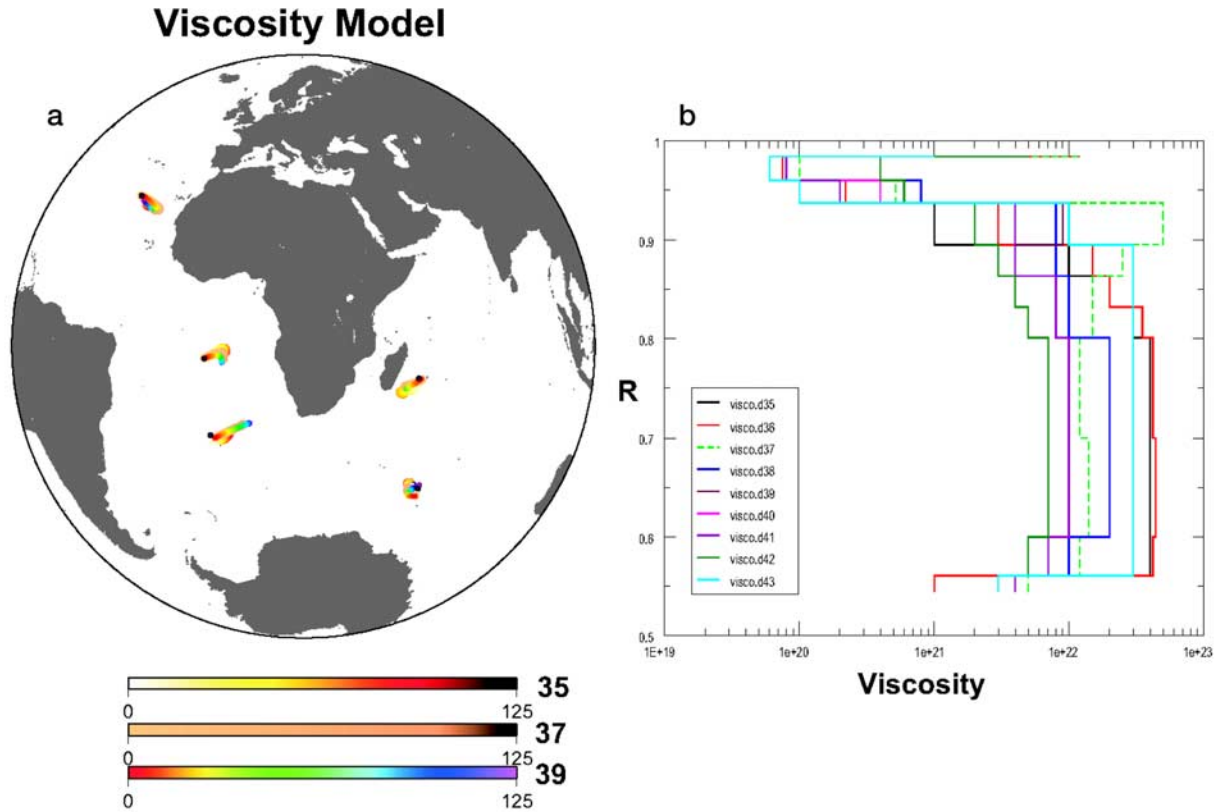 Viscosity Model
a
b
1
0.9
0.8
R
0.7
0.6
0.5
visco.d35
visco.d36
visco.d37
visco.d38
visco.d39
visco.d40
visco.d41
visco.d42
visco.d43
1E+19
1e+20
1e+21
1e+22
1e+23
Viscosity
35
0 125
37
0 125
39
0 125